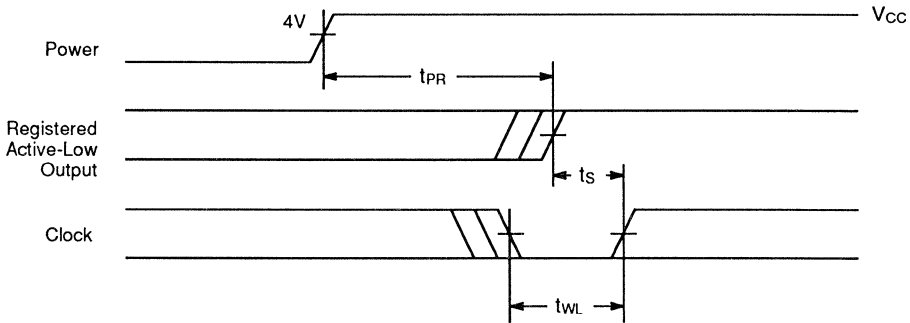 4V
VCC
Power
tPR
Registered
Active-Low
Output
tS
Clock
tWL